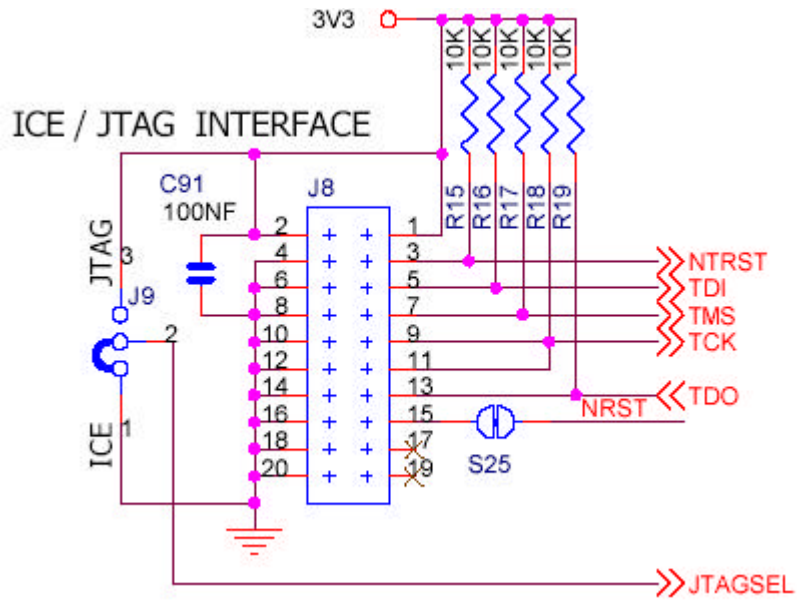 3V3
10K 10K 10K 10K 10K
ICE / JTAG INTERFACE
C91
100NF
J8
R15 R16 R17 R18 R19
JTAG
3
J9
2
ICE
1
2 1
4 3 NTRST
6 5 TDI
8 7 TMS
10 9 TCK
12 11
14 13 TDO
NRST
16 15
18 17
S25
20 19
JTAGSEL